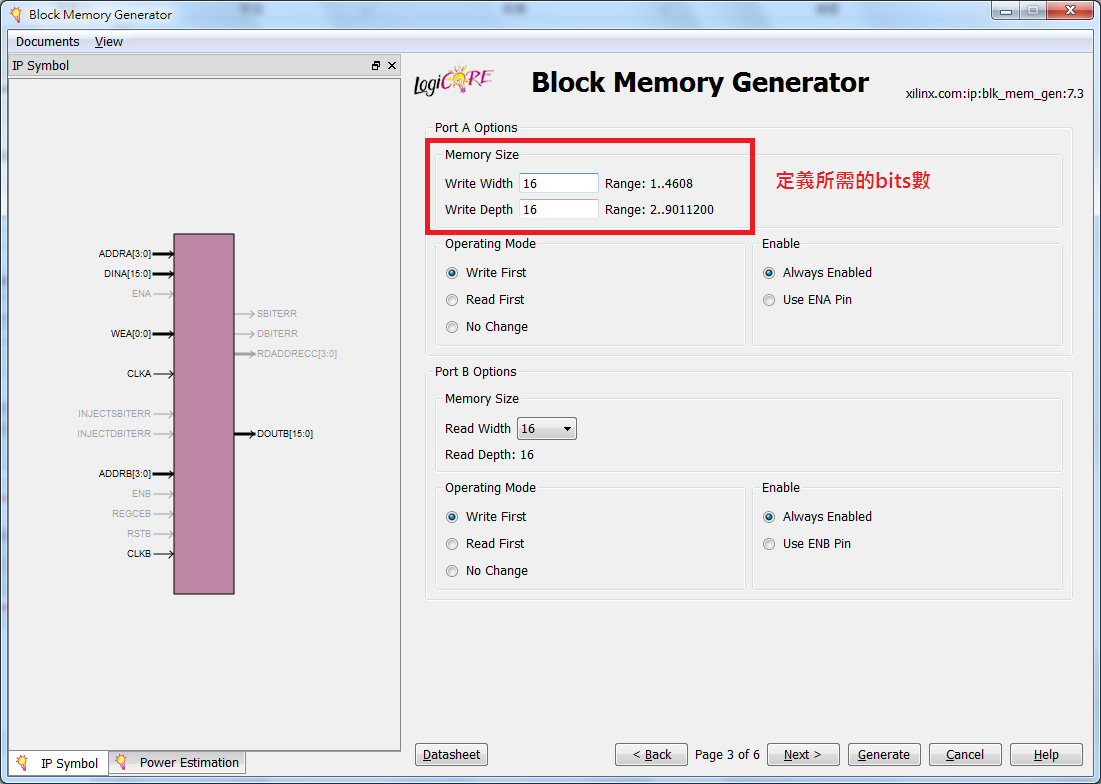 Block Memory Generator
Documents View
IP Symbol
LogiCORE
Block Memory Generator
xilinx.com:ip:blk_mem_gen:7.3
ADDRA[3:0]
DINA[15:0]
ENA
WEA[0:0]
CLKA
INJECTSBITERR
INJECTDBITERR
ADDRB[3:0]
ENB
REGCEB
RSTB
CLKB
SBITERR
DBITERR
RDADDRECC[3:0]
DOUTB[15:0]
Port A Options
Memory Size
Write Width 16 Range: 1..4608
Write Depth 16 Range: 2..9011200
定義所需的bits數
Operating Mode
Write First
Read First
No Change
Enable
Always Enabled
Use ENA Pin
Port B Options
Memory Size
Read Width 16
Read Depth: 16
Operating Mode
Write First
Read First
No Change
Enable
Always Enabled
Use ENB Pin
IP Symbol Power Estimation
Datasheet < Back Page 3 of 6 Next > Generate Cancel Help